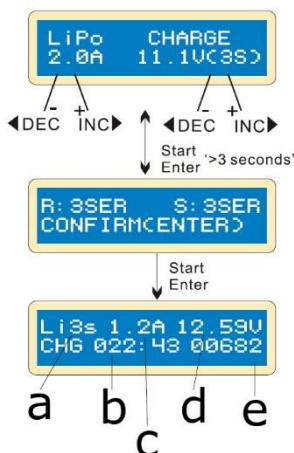 LiPo CHARGE
2.0A 11.1V(3S)
- + - +
◀DEC INC▶ ◀DEC INC▶
Start
Enter '>3 seconds'
R:3SER S:3SER
CONFIRM(ENTER)
Start
Enter
Li3s 1.2A 12.59V
CHG 022:43 00682
a b c d e